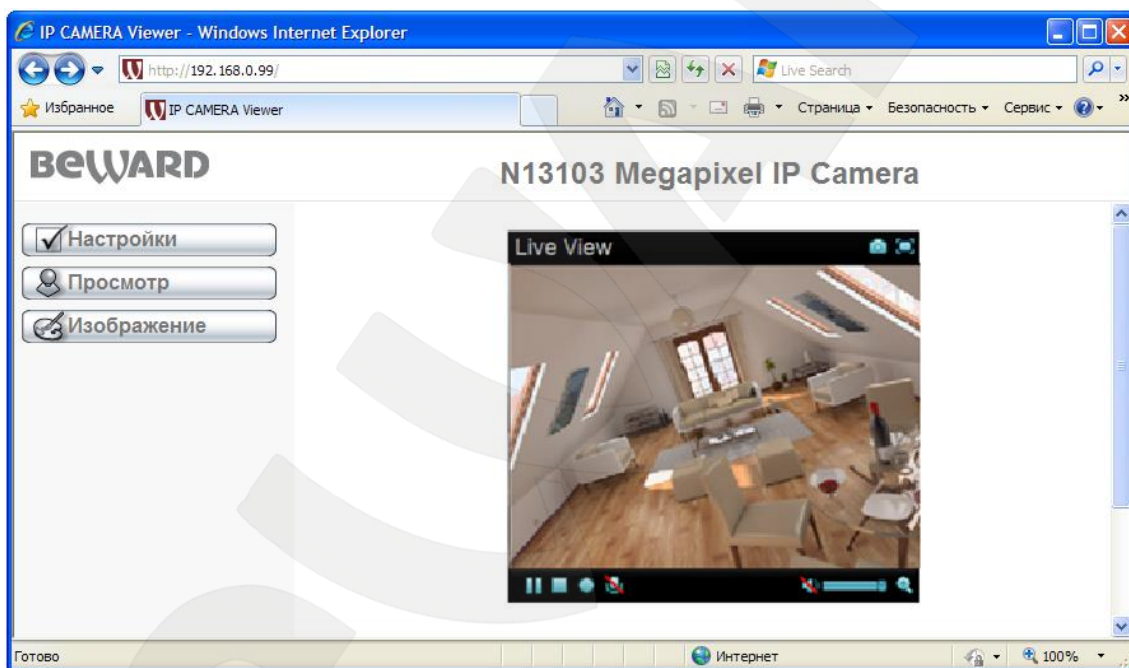 IP CAMERA Viewer - Windows Internet Explorer
http://192.168.0.99/
Live Search
Избранное
IP CAMERA Viewer
Страница
Безопасность
Сервис
BEWARD
N13103 Megapixel IP Camera
Настройки
Просмотр
Изображение
Live View
Готово
Интернет
100%